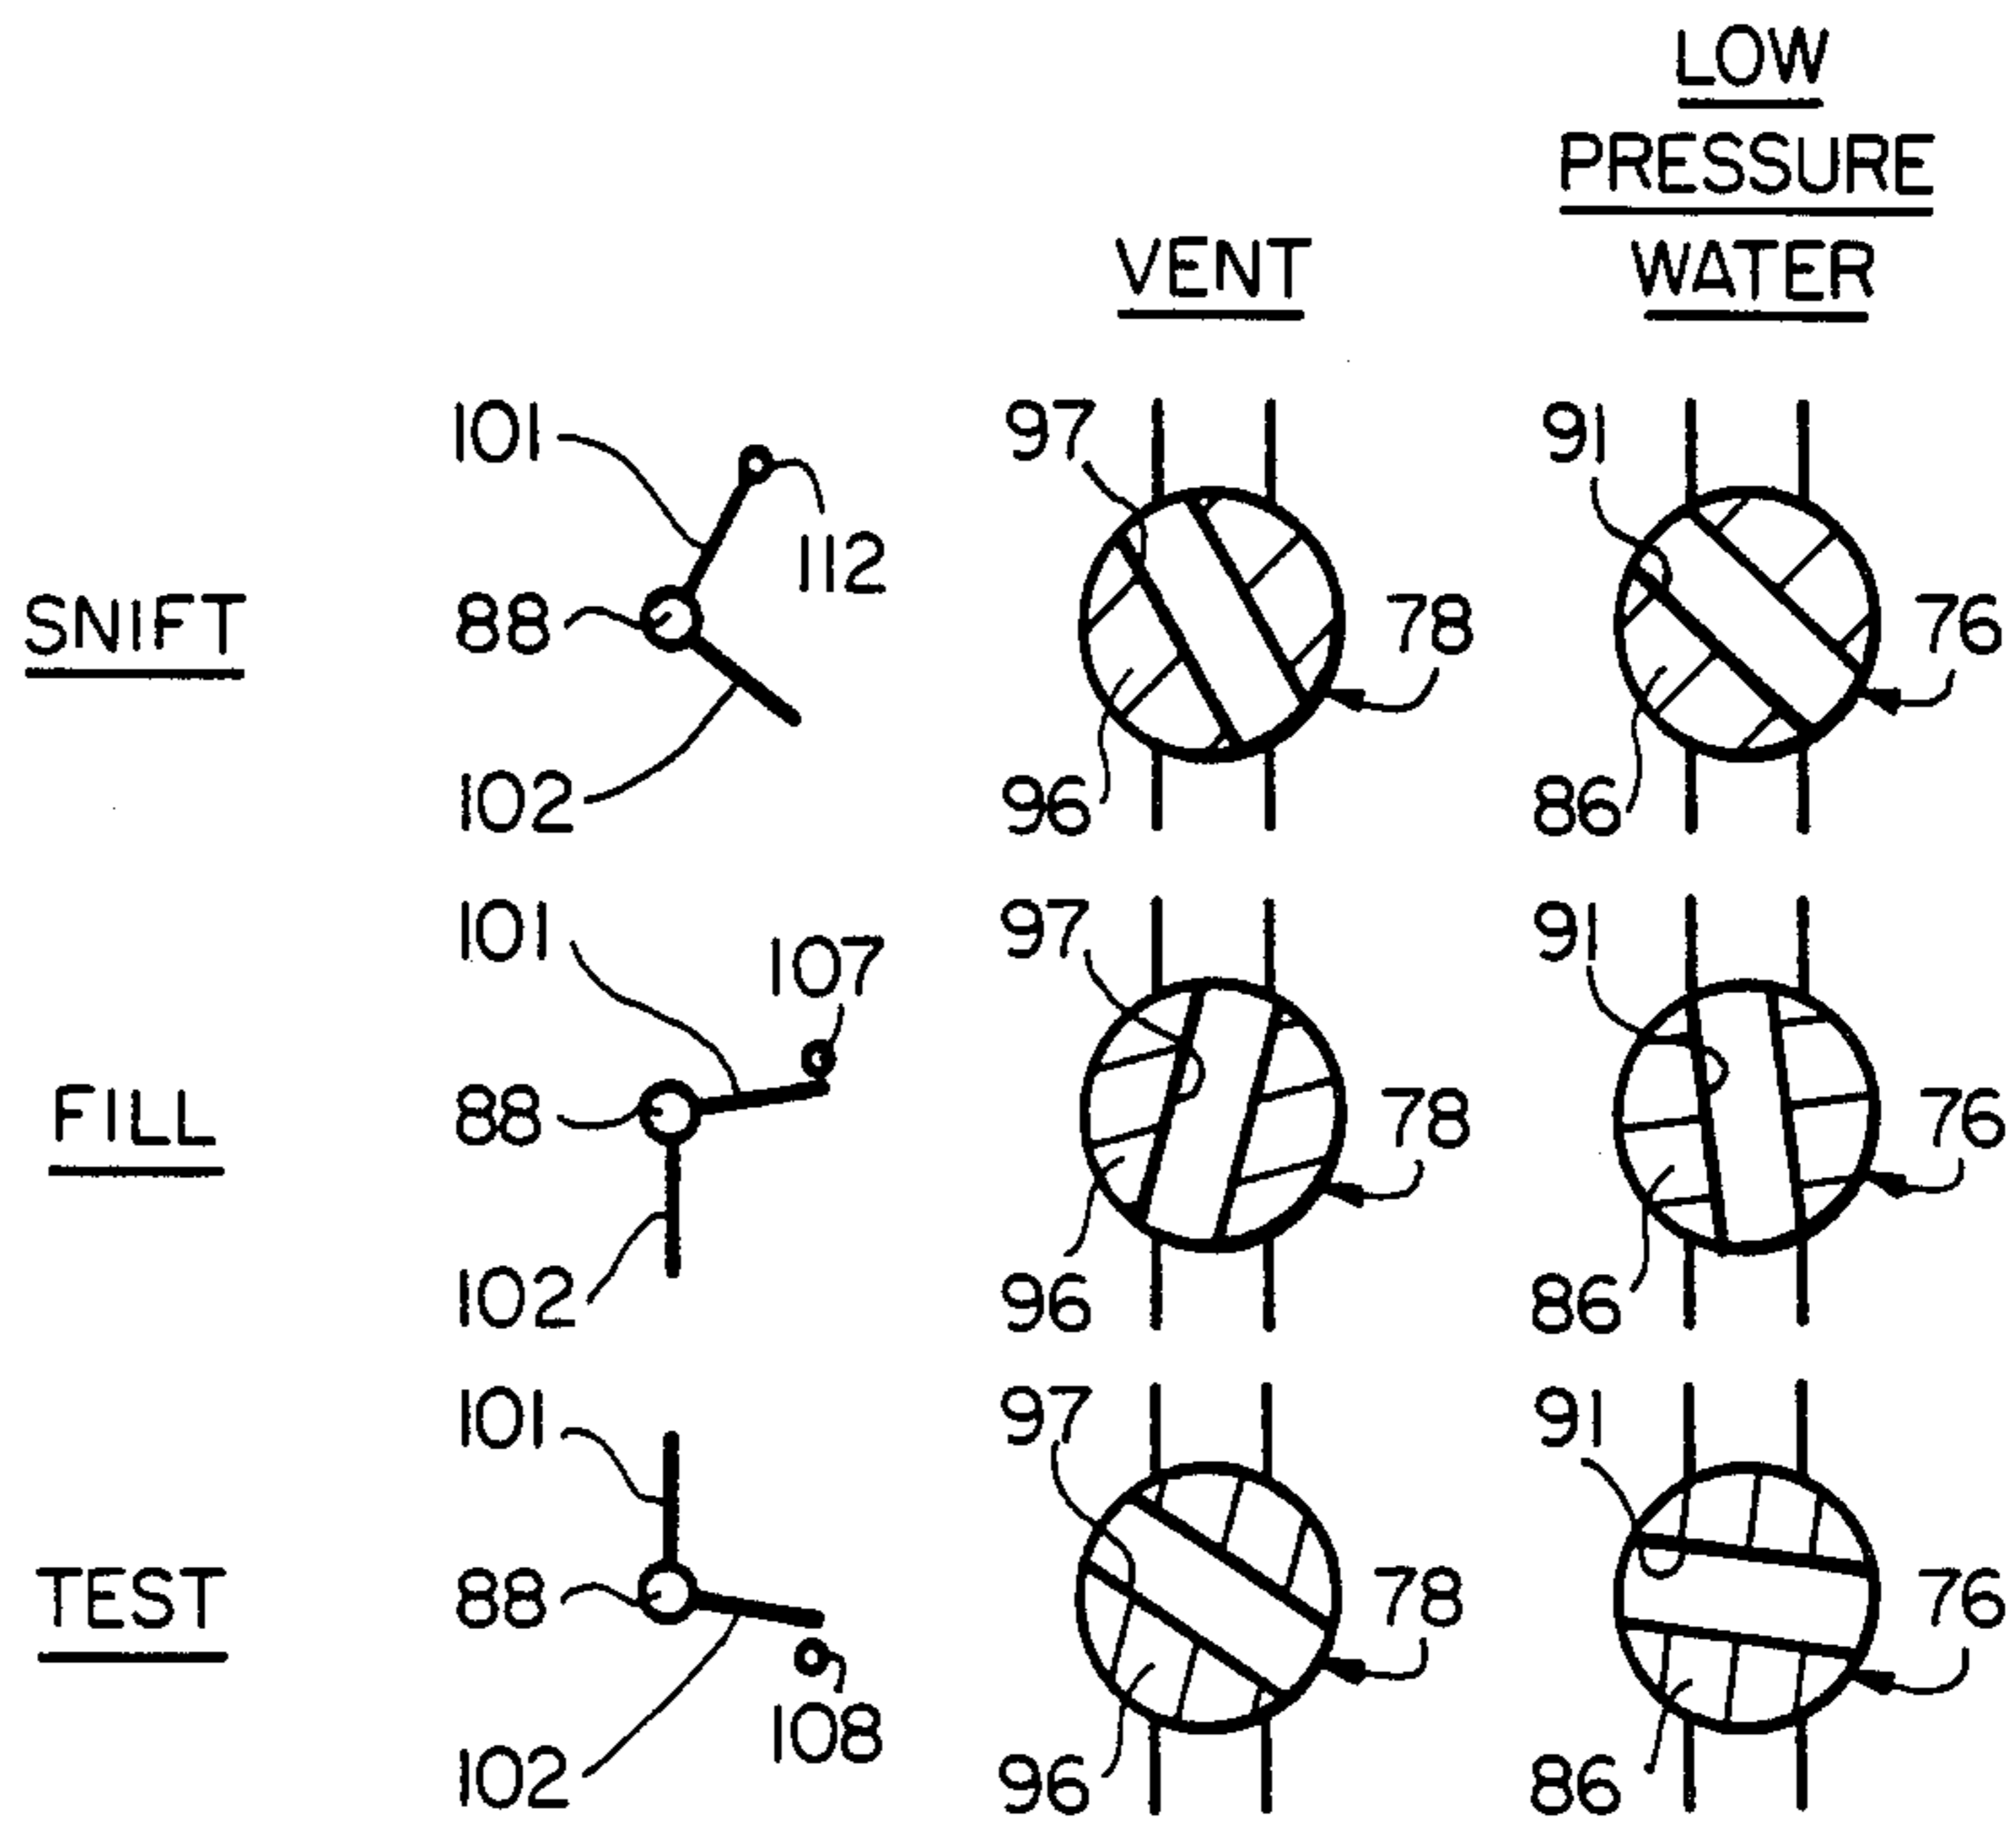 LOW
PRESSURE
VENT WATER
101 97 91
112
SNIFT 88 78 76
102 96 86
101 107 97 91
FILL 88 78 76
102 96 86
101 97 91
TEST 88 78 76
108
102 96 86